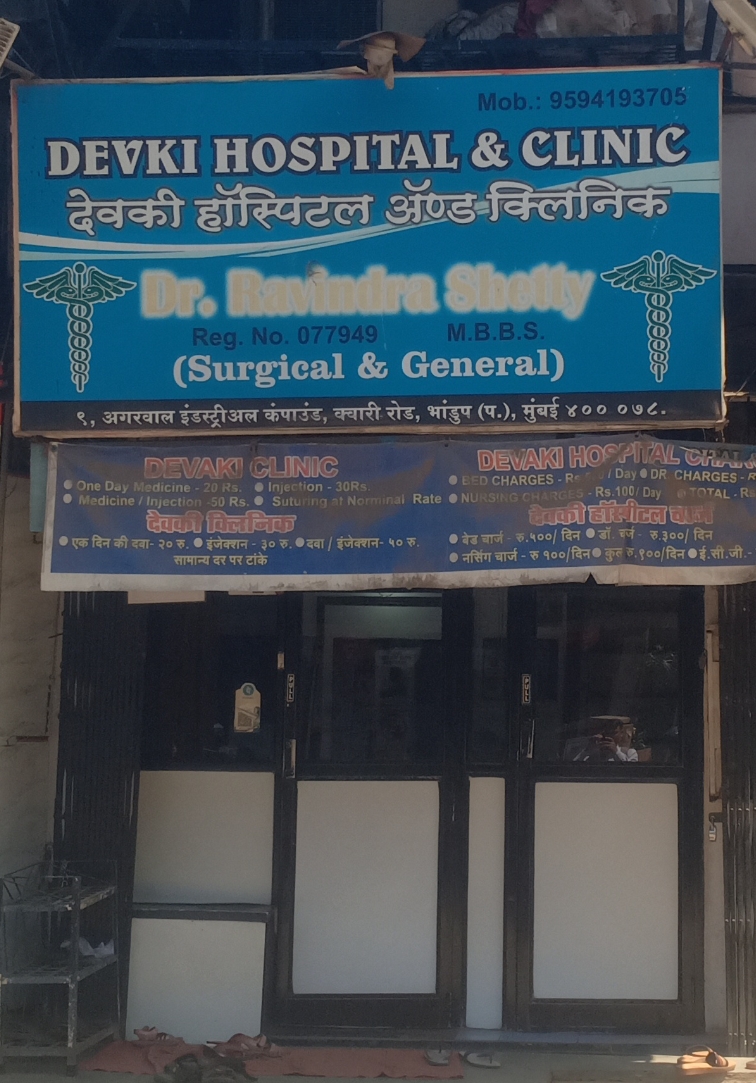 Mob.: 9594193705
DEVKI HOSPITAL & CLINIC
देवकी हॉस्पिटल ॲण्ड क्लिनिक
Dr. Ravindra Shetty
Reg. No. 077949 M.B.B.S.
(Surgical & General)
९, अगरवाल इंडस्ट्रीअल कंपाउंड, क्वारी रोड, भांडुप (प.), मुंबई ४०० ०७८.
DEVAKI CLINIC
One Day Medicine - 20 Rs. Injection - 30Rs.
Medicine / Injection -50 Rs. Suturing at Norminal Rate
देवकी क्लिनिक
एक दिन की दवा- २० रु. इंजेक्शन - ३० रु. दवा / इंजेक्शन- ५० रु.
सामान्य दर पर टांके
DEVAKI HOSPITAL
BED CHARGES - / Day DR. CHARGES -
NURSING CHARGES - Rs.100/ Day TOTAL -
देवकी हॉस्पीटल चार्ज
बेड चार्ज - रु.५००/ दिन डॉ. चार्ज - रु.३००/ दिन
नर्सिंग चार्ज - रु १००/दिन कुल रु.९००/दिन ई.सी.जी.-
PULL
PULL